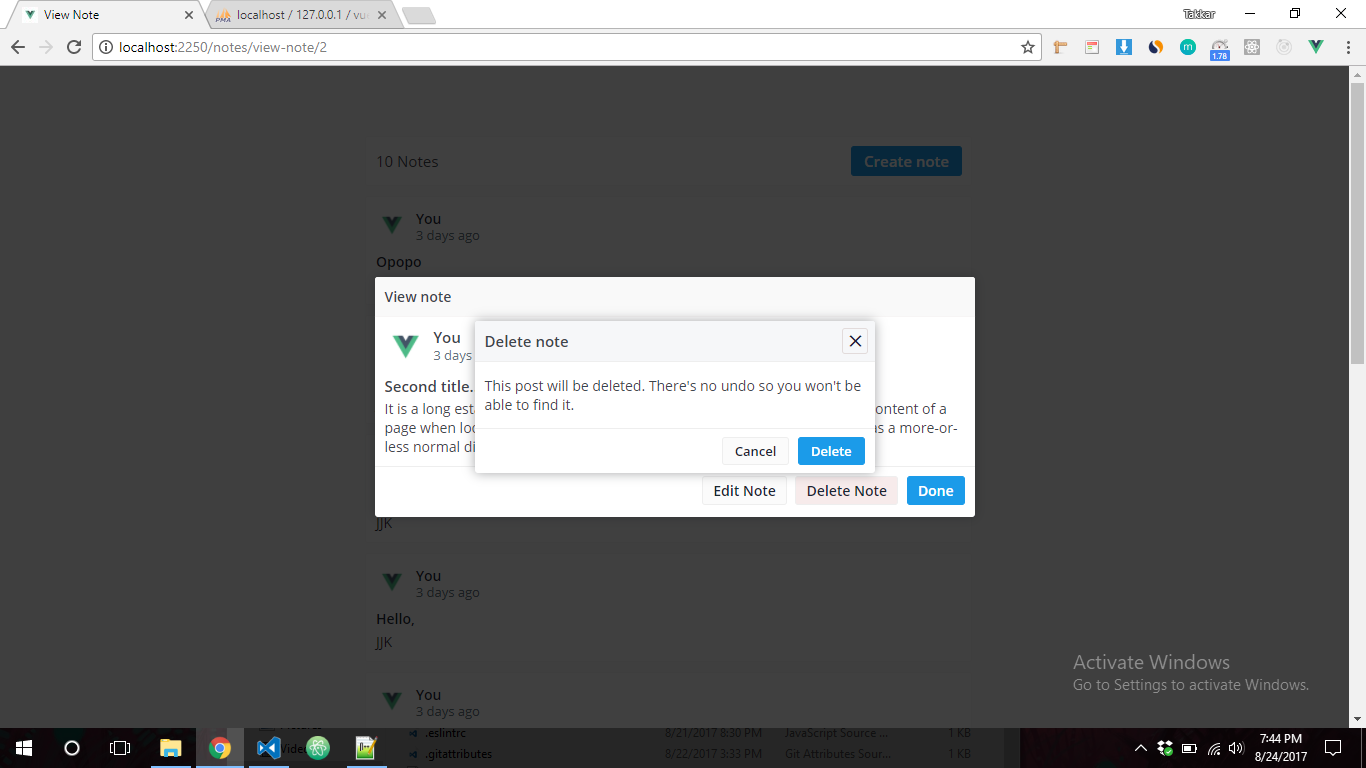 View Note
localhost / 127.0.0.1 / vue
Takkar
localhost:2250/notes/view-note/2
1.78
10 Notes
Create note
You
3 days ago
Opopo
View note
You
3 days
Second title.
It is a long est
ontent of a
page when loo
as a more-or-
less normal di
Delete note
This post will be deleted. There's no undo so you won't be
able to find it.
Cancel
Delete
Edit Note
Delete Note
Done
JJK
You
3 days ago
Hello,
JJK
You
3 days ago
Activate Windows
Go to Settings to activate Windows.
.eslintrc
8/21/2017 8:30 PM
JavaScript Source ...
1 KB
.gitattributes
8/22/2017 3:33 PM
Git Attributes Sour...
1 KB
7:44 PM
8/24/2017